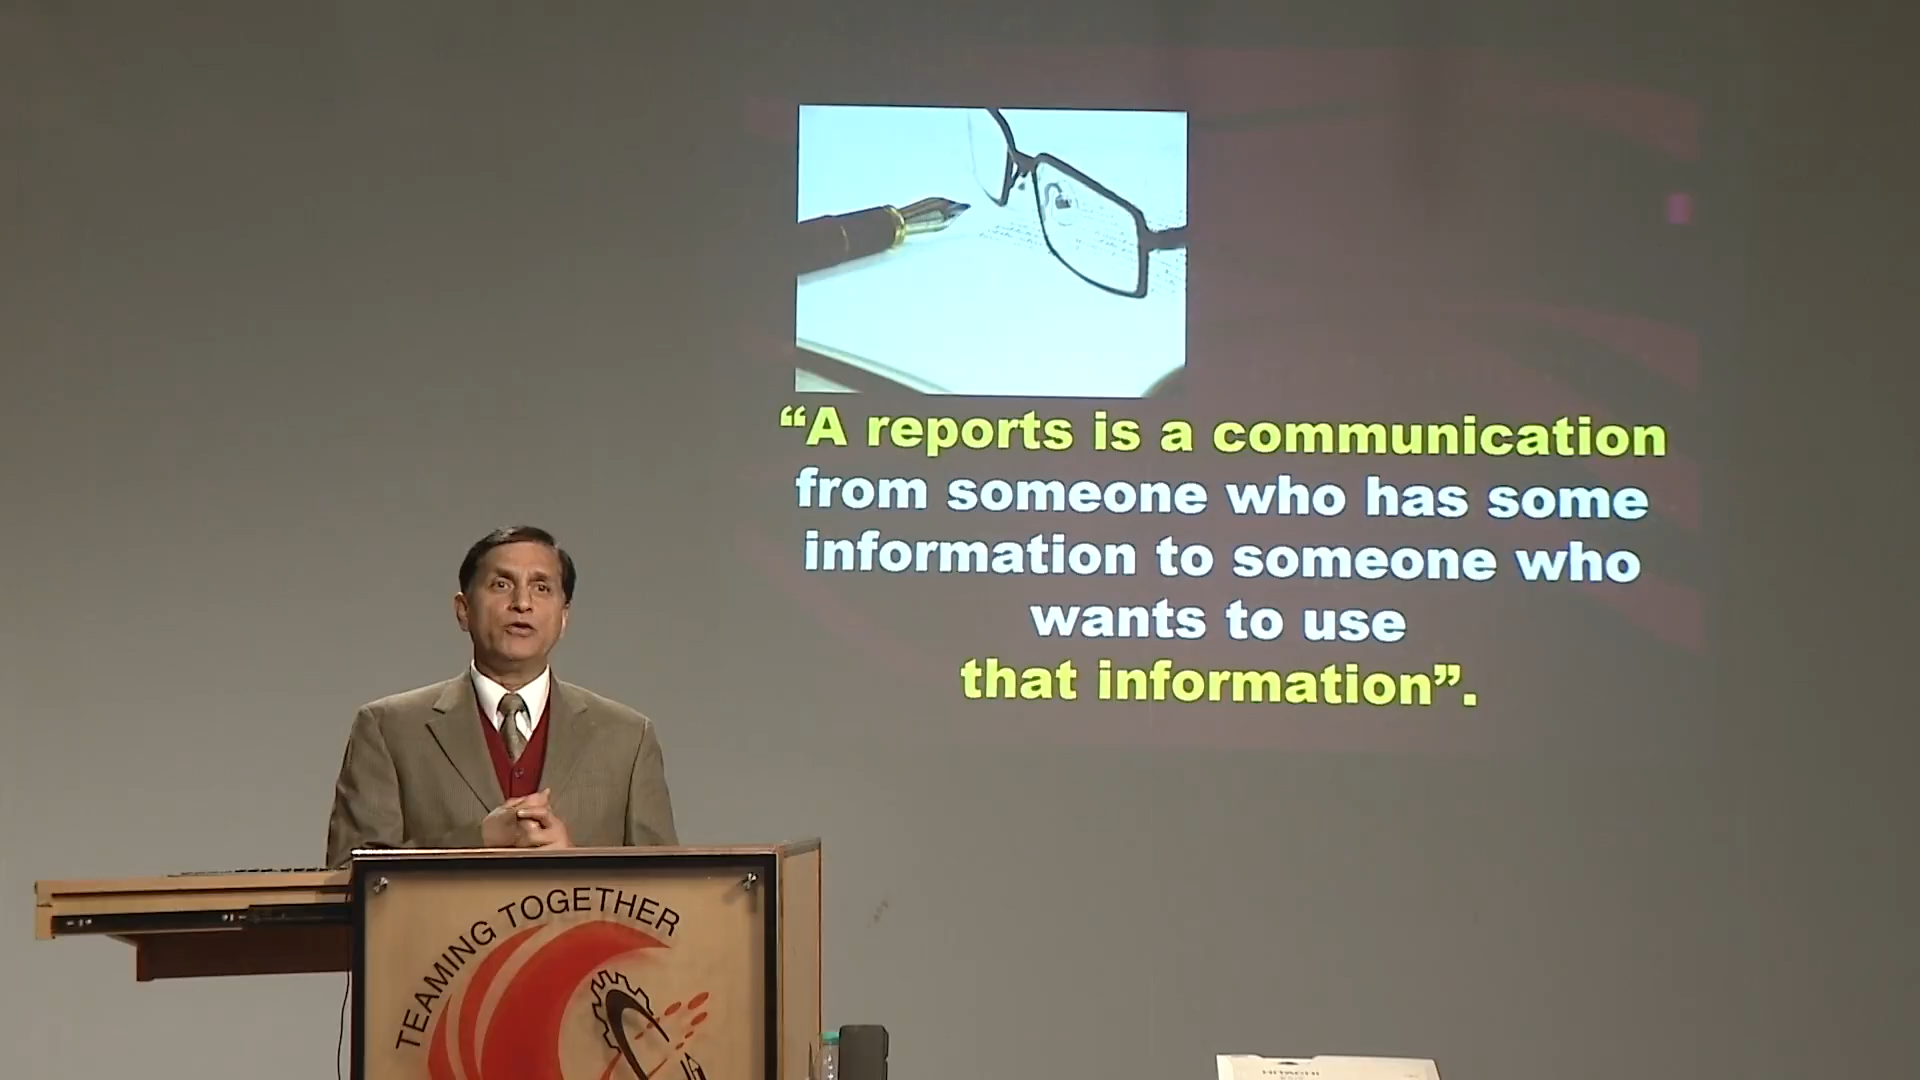 “A reports is a communication
from someone who has some
information to someone who
wants to use
that information”.
TEAMING TOGETHER
HITACHI